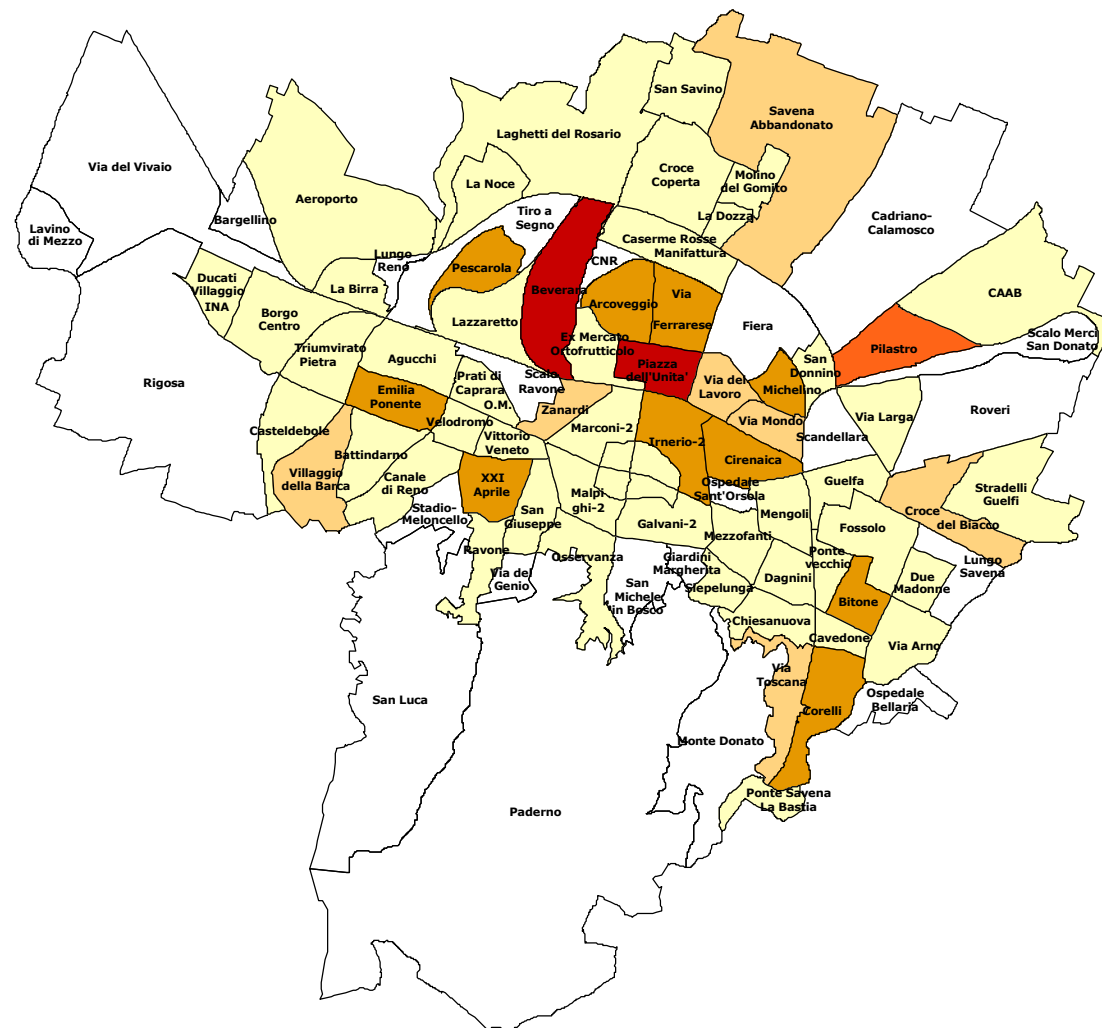 San Savino
Savena
Abbandonato
Laghetti del Rosario
Via del Vivaio
Croce
Coperta
Molino
del Gomito
La Noce
Aeroporto
Tiro a
Segno
La Dozza
Cadriano-
Calamosco
Bargellino
Lavino
di Mezzo
Caserme Rosse
Manifattura
Lungo
Reno
Pescarola
CNR
Ducati
Villaggio
INA
La Birra
Beverara
Arcoveggio
Via
Ferrarese
CAAB
Borgo
Centro
Lazzaretto
Fiera
Ex Mercato
Ortofrutticolo
Scalo Merci
San Donato
Triumvirato
Pietra
Agucchi
Pilastro
Rigosa
Scalo
Ravone
Piazza
dell'Unita'
San
Donnino
Prati di
Caprara
O.M.
Via del
Lavoro
Michelino
Emilia
Ponente
Zanardi
Roveri
Casteldebole
Velodromo
Marconi-2
Via Mondo
Via Larga
Vittorio
Veneto
Irnerio-2
Scandellara
Battindarno
Cirenaica
Villaggio
della Barca
Canale
di Reno
XXI
Aprile
Ospedale
Sant'Orsola
Guelfa
Stradelli
Guelfi
Malpi
ghi-2
Stadio-
Meloncello
San
Giuseppe
Mengoli
Croce
del Biacco
Galvani-2
Mezzofanti
Fossolo
Ravone
Osservanza
Giardini
Margherita
Ponte
vecchio
Lungo
Savena
Via del
Genio
San
Michele
in Bosco
Siepelunga
Dagnini
Due
Madonne
Bitone
Chiesanuova
Cavedone
Via Arno
Via
Toscana
San Luca
Ospedale
Bellaria
Corelli
Monte Donato
Ponte Savena
La Bastia
Paderno